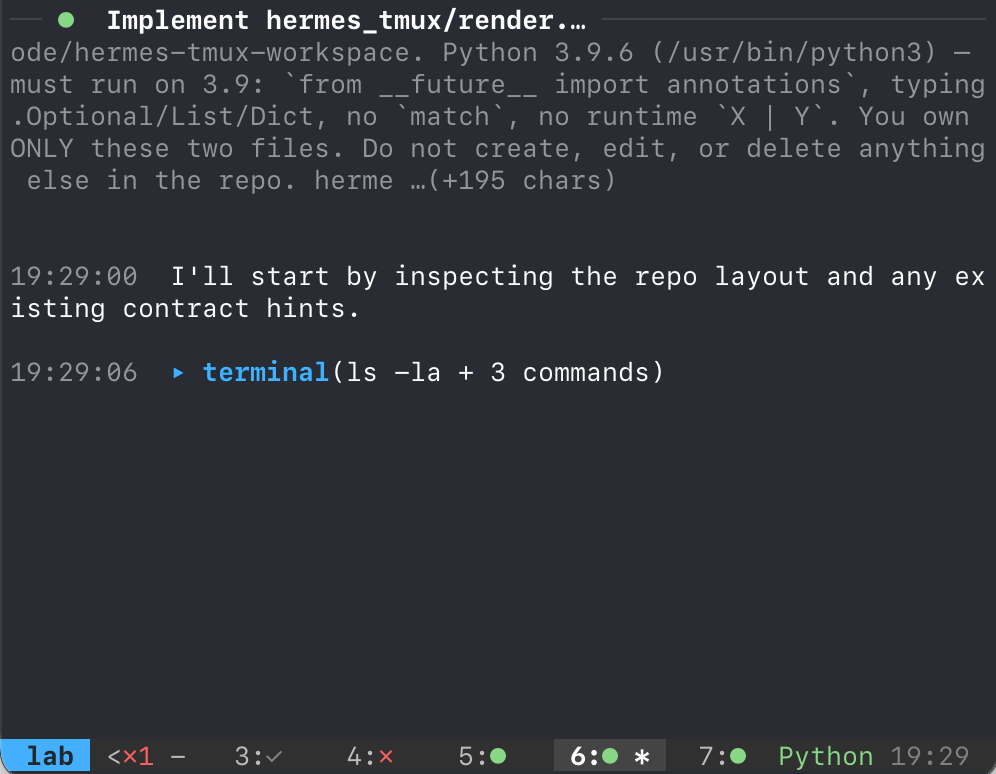 ● Implement hermes_tmux/render.…
ode/hermes-tmux-workspace. Python 3.9.6 (/usr/bin/python3) —
must run on 3.9: `from __future__ import annotations`, typing
.Optional/List/Dict, no `match`, no runtime `X | Y`. You own
ONLY these two files. Do not create, edit, or delete anything
 else in the repo. herme …(+195 chars)
19:29:00  I'll start by inspecting the repo layout and any ex
isting contract hints.
19:29:06  ▸ terminal(ls -la + 3 commands)
lab <×1 - 3:✓ 4:× 5:● 6:● * 7:● Python 19:29